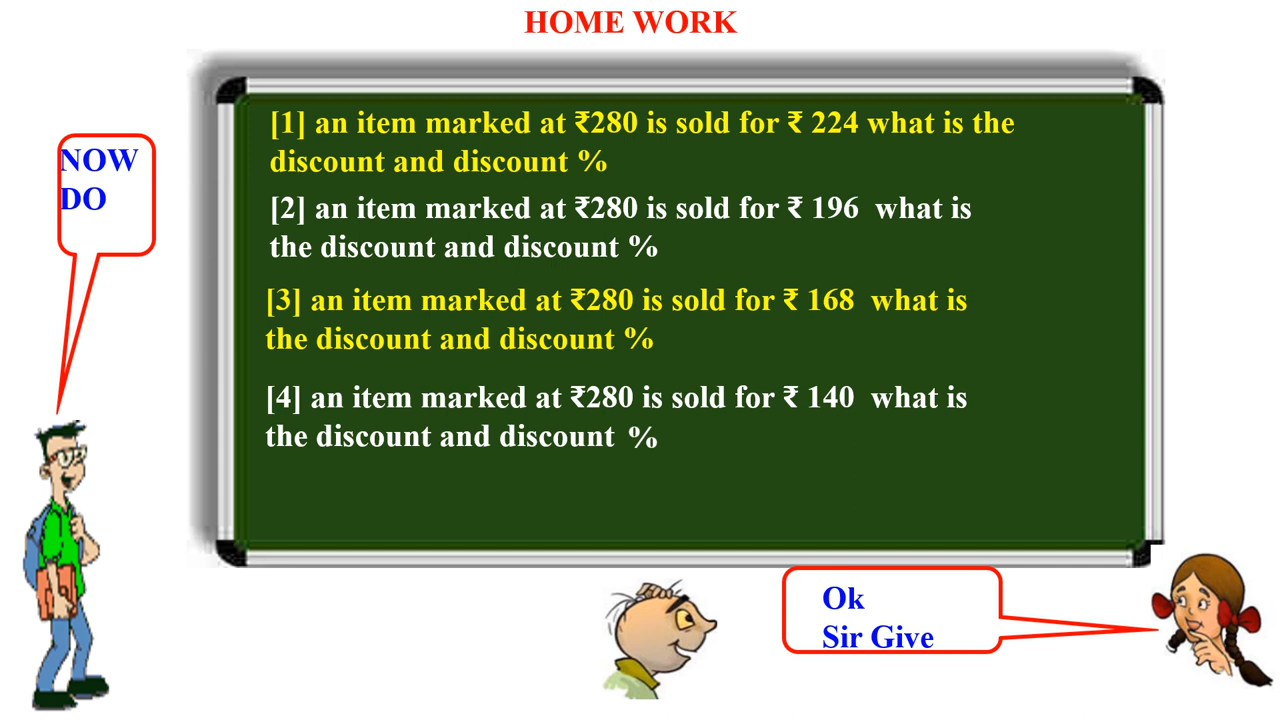 HOME WORK
NOW
DO
[1] an item marked at ₹280 is sold for ₹ 224 what is the
discount and discount %
[2] an item marked at ₹280 is sold for ₹ 196 what is
the discount and discount %
[3] an item marked at ₹280 is sold for ₹ 168 what is
the discount and discount %
[4] an item marked at ₹280 is sold for ₹ 140 what is
the discount and discount %
Ok
Sir Give